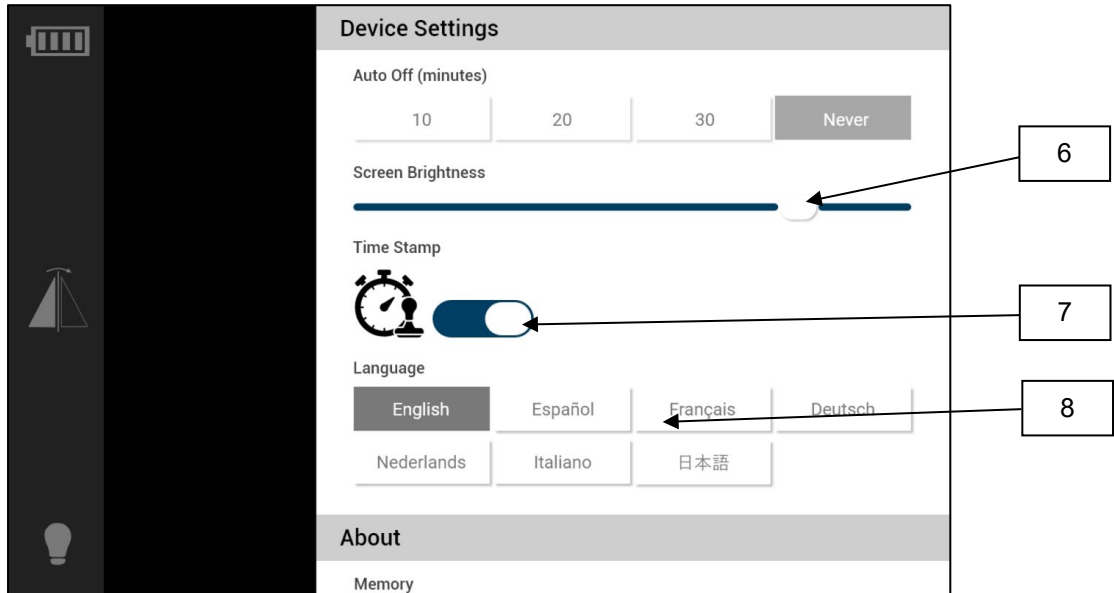 Device Settings
Auto Off (minutes)
10 20 30 Never
Screen Brightness
6
Time Stamp
7
Language
English Español Français Deutsch
8
Nederlands Italiano 日本語
About
Memory